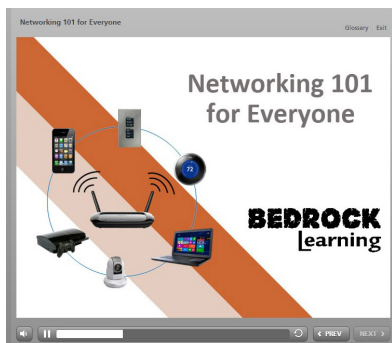 Networking 101 for Everyone
Glossary Exit
Networking 101
for Everyone
72
BEDROCK
Learning
PREV
NEXT